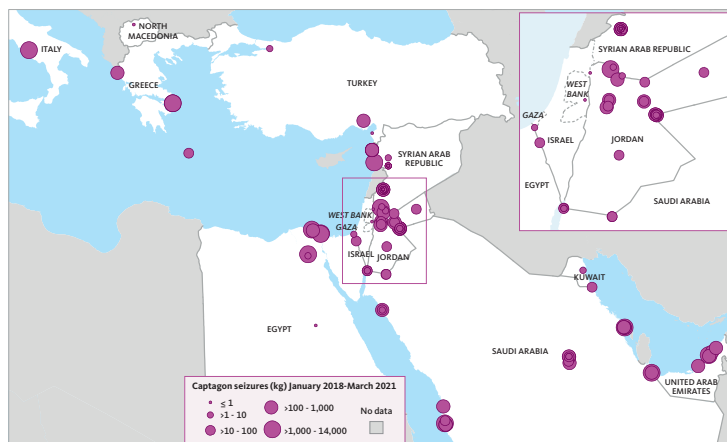 NORTH
MACEDONIA
ITALY
GREECE
TURKEY
SYRIAN ARAB
REPUBLIC
WEST BANK
GAZA
ISRAEL
JORDAN
EGYPT
KUWAIT
SAUDI ARABIA
UNITED ARAB
EMIRATES
SYRIAN ARAB REPUBLIC
WEST
BANK
GAZA
ISRAEL
JORDAN
EGYPT
SAUDI ARABIA
Captagon seizures (kg) January 2018-March 2021
≤ 1
>1 - 10
>10 - 100
>100 - 1,000
>1,000 - 14,000
No data